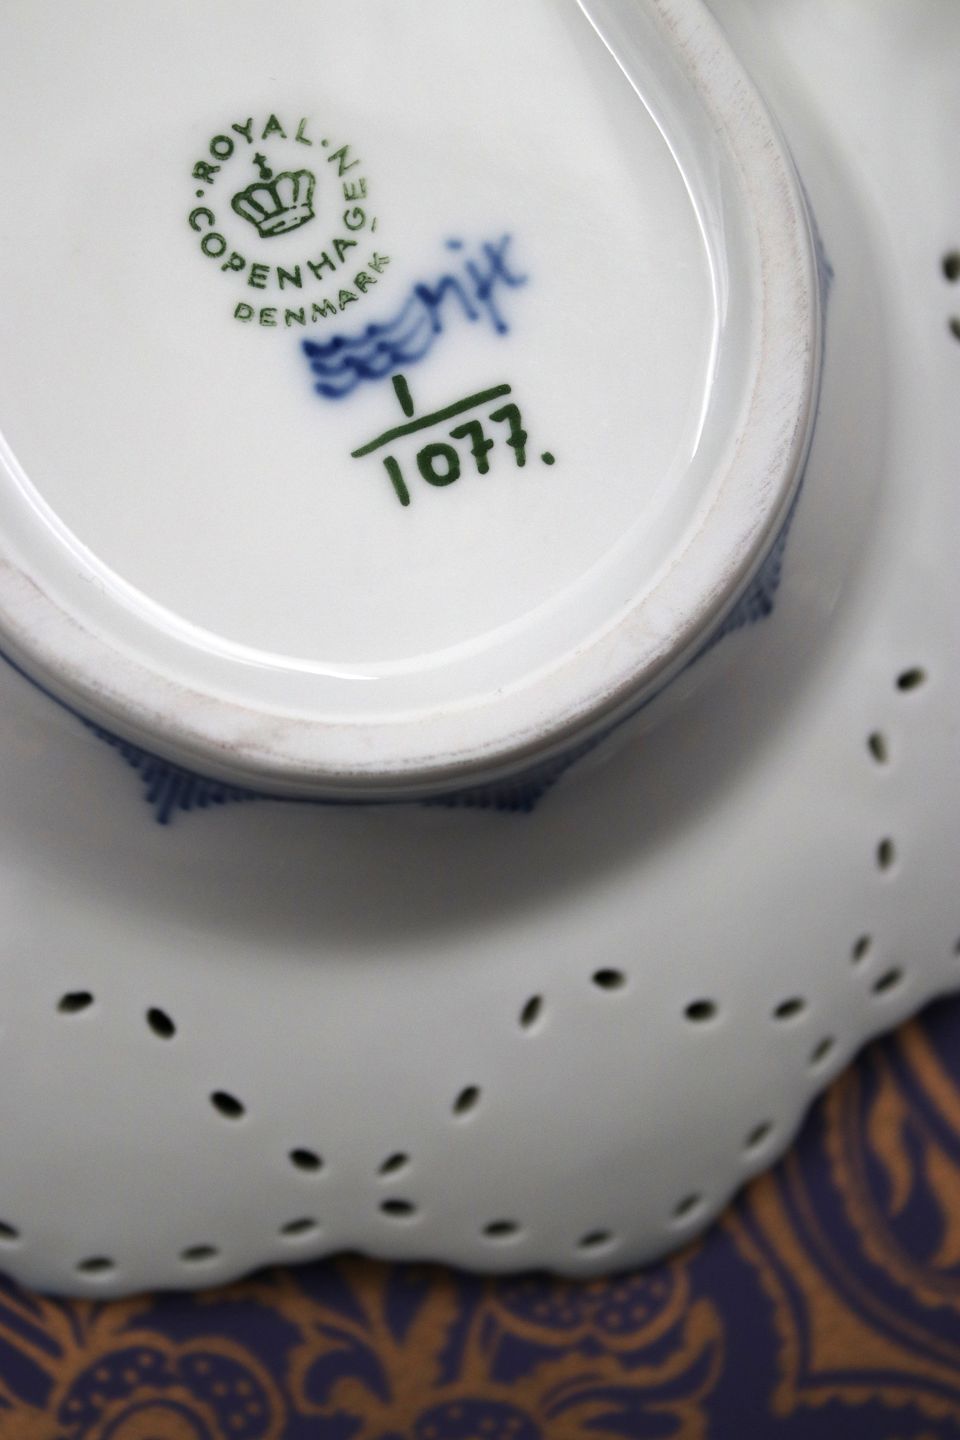 · ROYAL · COPENHAGEN
DENMARK
1
1077.